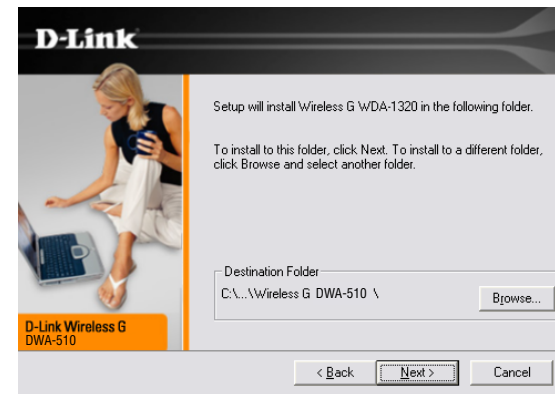 D-Link
Setup will install Wireless G WDA-1320 in the following folder.
To install to this folder, click Next. To install to a different folder,
click Browse and select another folder.
Destination Folder
C:\...\Wireless G DWA-510 \
Browse...
D-Link Wireless G
DWA-510
< Back
Next >
Cancel